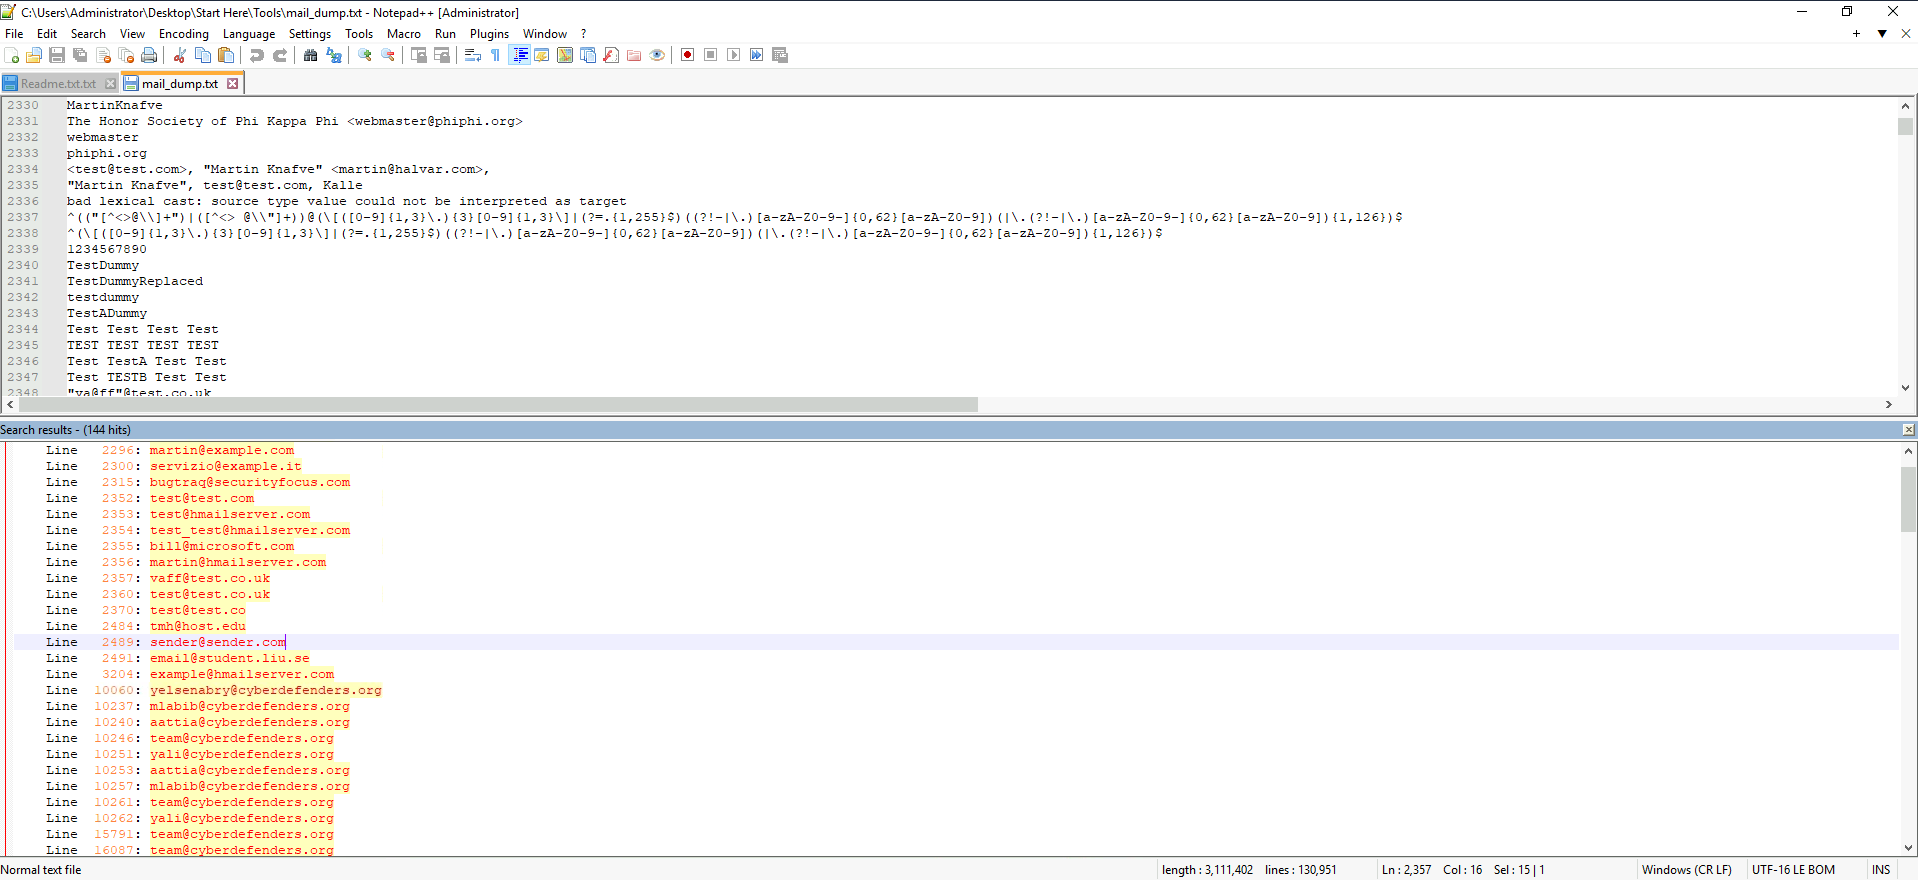 C:\Users\Administrator\Desktop\Start Here\Tools\mail_dump.txt - Notepad++ [Administrator]
File Edit Search View Encoding Language Settings Tools Macro Run Plugins Window ?
Readme.txt.txt mail_dump.txt
2330 MartinKnafve
2331 The Honor Society of Phi Kappa Phi <webmaster@phiphi.org>
2332 webmaster
2333 phiphi.org
2334 <test@test.com>, "Martin Knafve" <martin@halvar.com>,
2335 "Martin Knafve", test@test.com, Kalle
2336 bad lexical cast: source type value could not be interpreted as target
2337 ^(("[^<>@\\]+")|([^<> @\\"]+))@(\[([0-9]{1,3}\.){3}[0-9]{1,3}\]|(?=.{1,255}$)((?!-|\.)[a-zA-Z0-9-]{0,62}[a-zA-Z0-9])(|\.(?!-|\.)[a-zA-Z0-9-]{0,62}[a-zA-Z0-9]){1,126})$
2338 ^(\[([0-9]{1,3}\.){3}[0-9]{1,3}\]|(?=.{1,255}$)((?!-|\.)[a-zA-Z0-9-]{0,62}[a-zA-Z0-9])(|\.(?!-|\.)[a-zA-Z0-9-]{0,62}[a-zA-Z0-9]){1,126})$
2339 1234567890
2340 TestDummy
2341 TestDummyReplaced
2342 testdummy
2343 TestADummy
2344 Test Test Test Test
2345 TEST TEST TEST TEST
2346 Test TestA Test Test
2347 Test TESTB Test Test
2348 "va@ff"@test.co.uk
Search results - (144 hits)
Line 2296: martin@example.com
Line 2300: servizio@example.it
Line 2315: bugtraq@securityfocus.com
Line 2352: test@test.com
Line 2353: test@hmailserver.com
Line 2354: test_test@hmailserver.com
Line 2355: bill@microsoft.com
Line 2356: martin@hmailserver.com
Line 2357: vaff@test.co.uk
Line 2360: test@test.co.uk
Line 2370: test@test.co
Line 2484: tmh@host.edu
Line 2489: sender@sender.com
Line 2491: email@student.liu.se
Line 3204: example@hmailserver.com
Line 10060: yelsenabry@cyberdefenders.org
Line 10237: mlabib@cyberdefenders.org
Line 10240: aattia@cyberdefenders.org
Line 10246: team@cyberdefenders.org
Line 10251: yali@cyberdefenders.org
Line 10253: aattia@cyberdefenders.org
Line 10257: mlabib@cyberdefenders.org
Line 10261: team@cyberdefenders.org
Line 10262: yali@cyberdefenders.org
Line 15791: team@cyberdefenders.org
Line 16087: team@cyberdefenders.org
Normal text file length : 3,111,402 lines : 130,951 Ln : 2,357 Col : 16 Sel : 15 | 1 Windows (CR LF) UTF-16 LE BOM INS